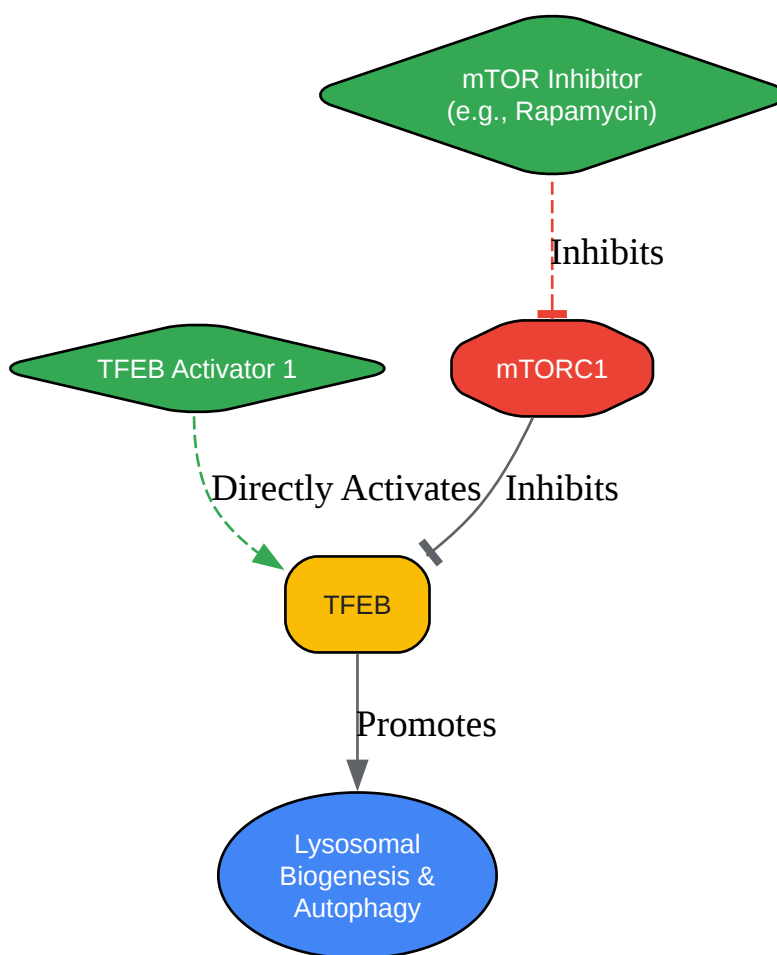 mTOR Inhibitor
(e.g., Rapamycin)
Inhibits
TFEB Activator 1
mTORC1
Directly Activates
Inhibits
TFEB
Promotes
Lysosomal
Biogenesis &
Autophagy